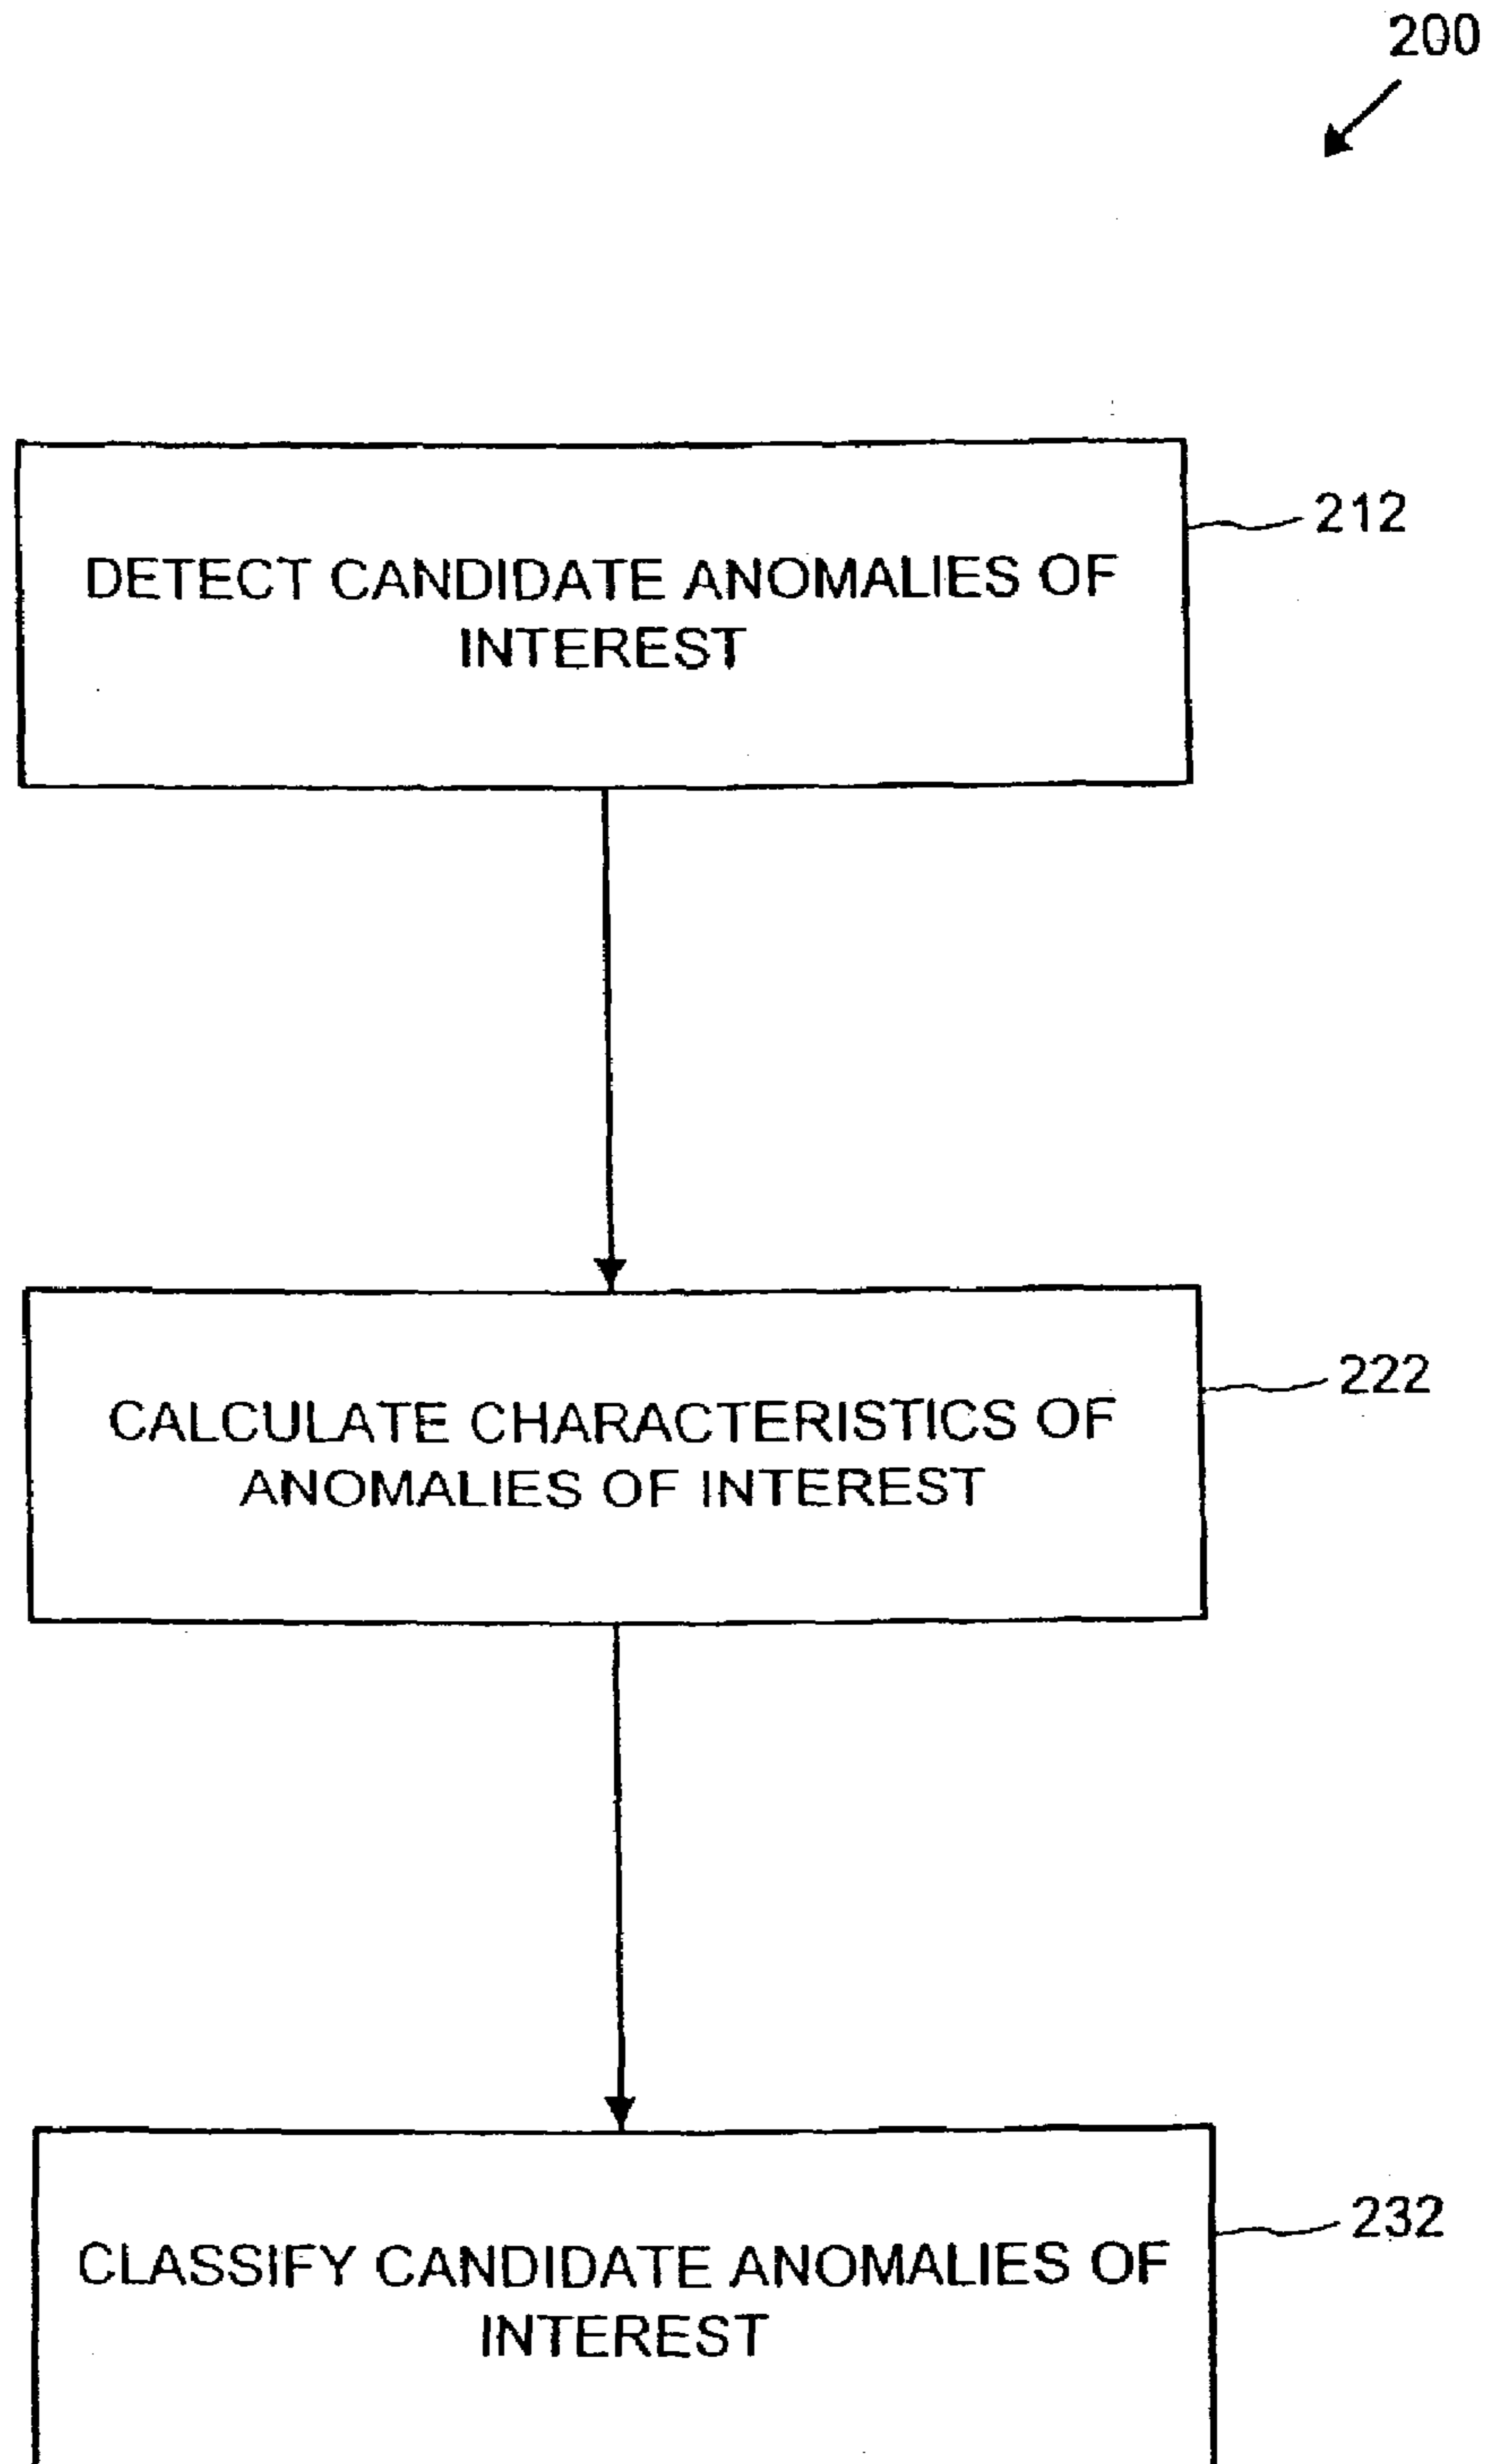 200
DETECT CANDIDATE ANOMALIES OF
INTEREST
212
CALCULATE CHARACTERISTICS OF
ANOMALIES OF INTEREST
222
CLASSIFY CANDIDATE ANOMALIES OF
INTEREST
232